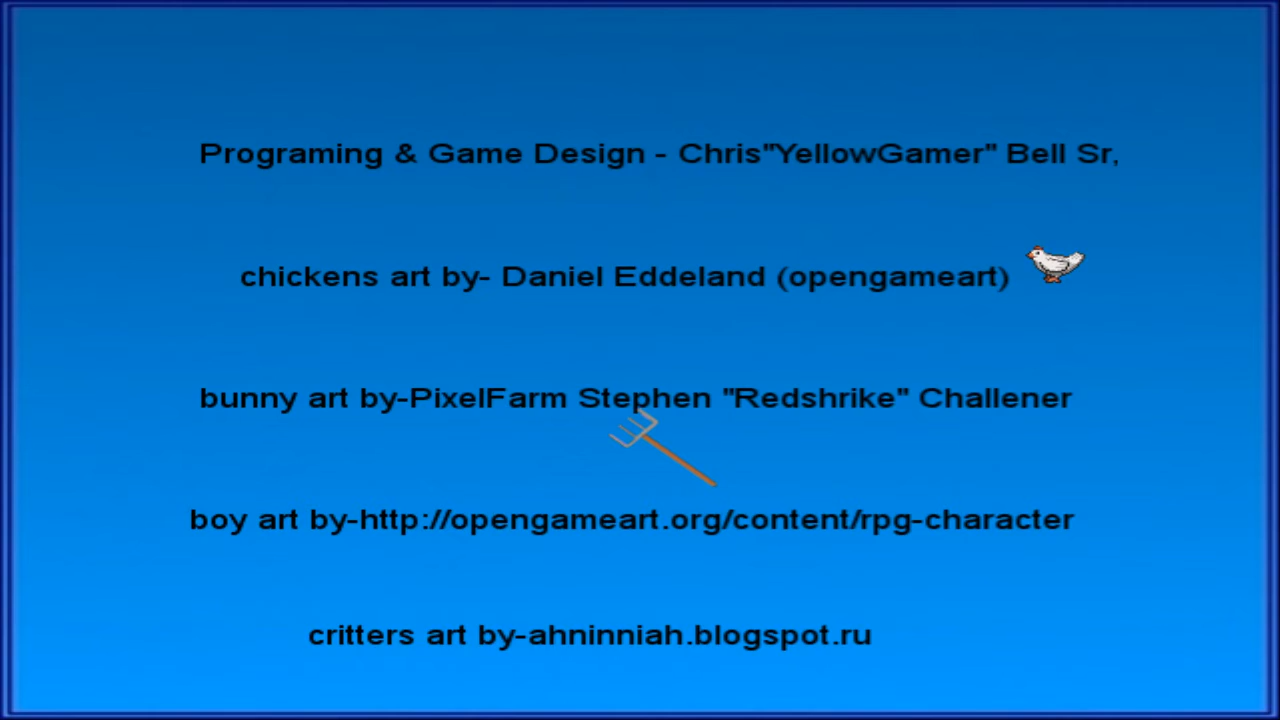 Programing & Game Design - Chris"YellowGamer" Bell Sr,
chickens art by- Daniel Eddeland (opengameart)
bunny art by-PixelFarm Stephen "Redshrike" Challener
boy art by-http://opengameart.org/content/rpg-character
critters art by-ahninniah.blogspot.ru